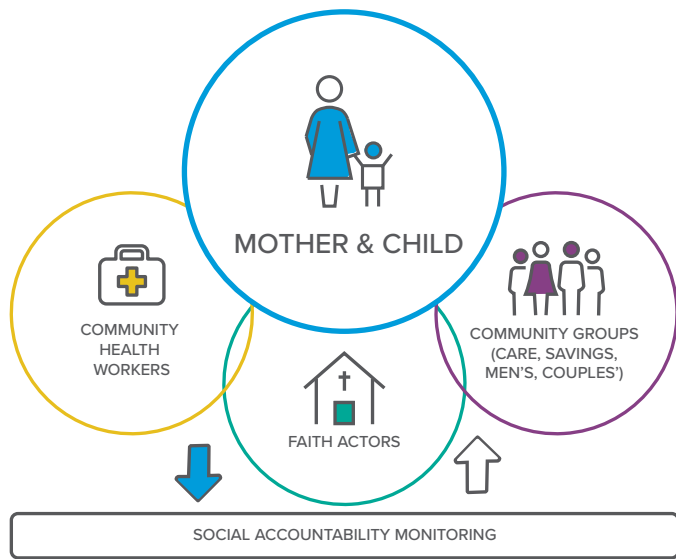 MOTHER & CHILD
COMMUNITY
HEALTH
WORKERS
COMMUNITY GROUPS
(CARE, SAVINGS,
MEN’S, COUPLES’)
FAITH ACTORS
SOCIAL ACCOUNTABILITY MONITORING